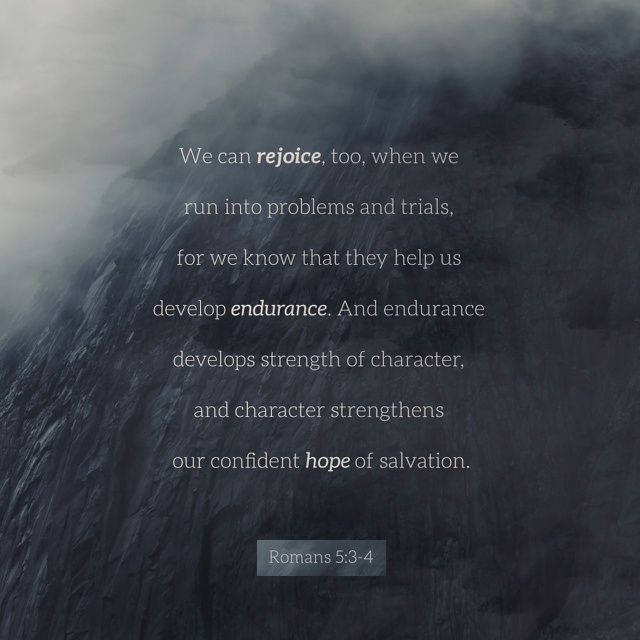 We can rejoice, too, when we
run into problems and trials,
for we know that they help us
develop endurance. And endurance
develops strength of character,
and character strengthens
our confident hope of salvation.
Romans 5:3-4